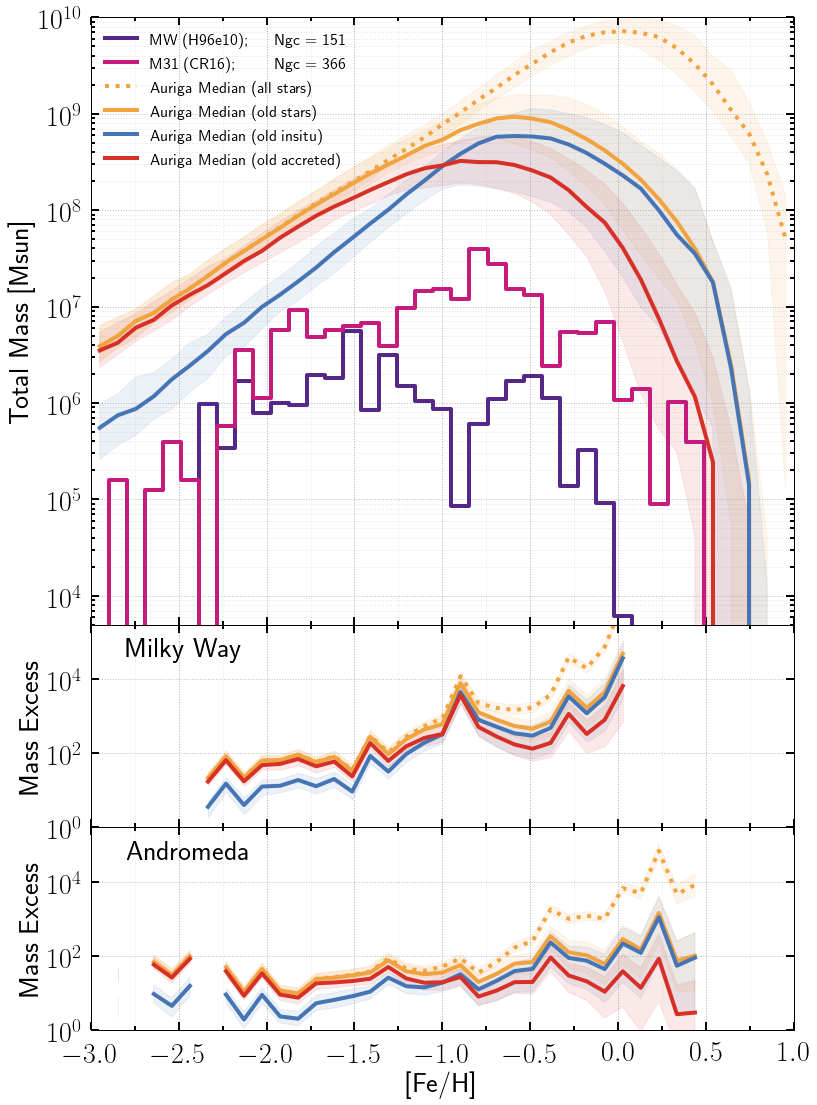 10^10
MW (H96e10); Ngc = 151
M31 (CR16); Ngc = 366
Auriga Median (all stars)
Auriga Median (old stars)
Auriga Median (old insitu)
Auriga Median (old accreted)
10^9
10^8
10^7
10^6
10^5
10^4
Total Mass [Msun]
Milky Way
10^4
10^2
10^0
Mass Excess
Andromeda
10^4
10^2
10^0
Mass Excess
−3.0 −2.5 −2.0 −1.5 −1.0 −0.5 0.0 0.5 1.0
[Fe/H]